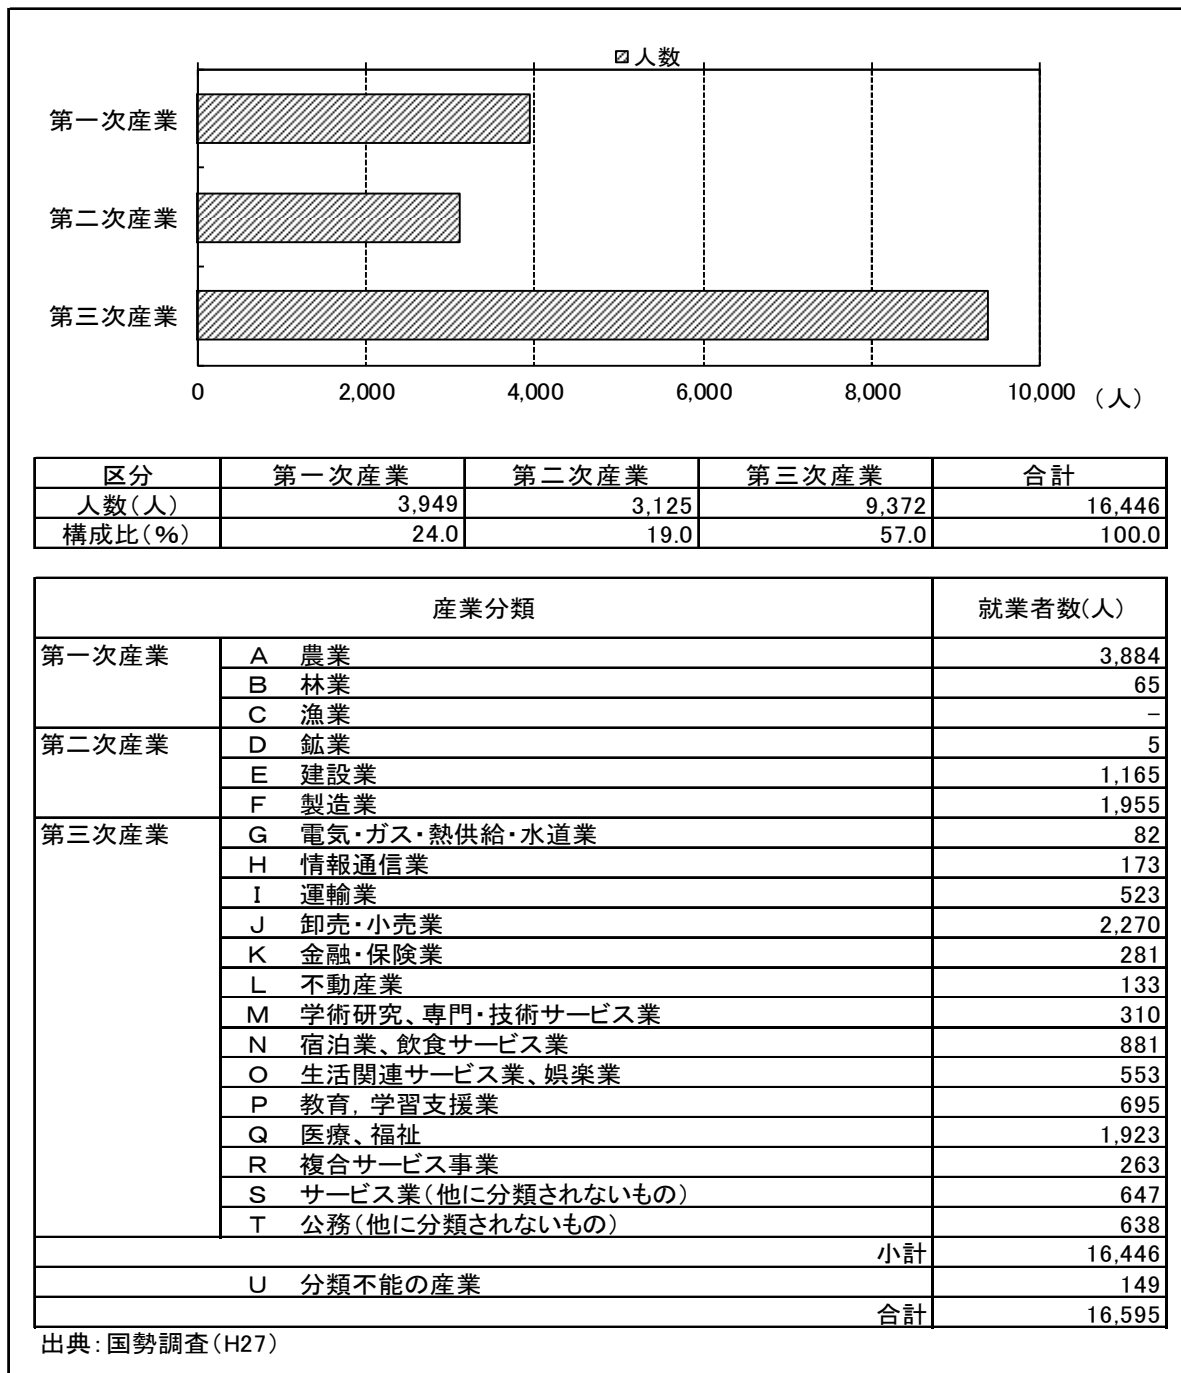 人数
第一次産業
第二次産業
第三次産業
0 2,000 4,000 6,000 8,000 10,000 (人)
区分 第一次産業 第二次産業 第三次産業 合計
人数(人) 3,949 3,125 9,372 16,446
構成比(%) 24.0 19.0 57.0 100.0
産業分類 就業者数(人)
第一次産業 A 農業 3,884
B 林業 65
C 漁業 -
第二次産業 D 鉱業 5
E 建設業 1,165
F 製造業 1,955
第三次産業 G 電気・ガス・熱供給・水道業 82
H 情報通信業 173
I 運輸業 523
J 卸売・小売業 2,270
K 金融・保険業 281
L 不動産業 133
M 学術研究、専門・技術サービス業 310
N 宿泊業、飲食サービス業 881
O 生活関連サービス業、娯楽業 553
P 教育，学習支援業 695
Q 医療、福祉 1,923
R 複合サービス事業 263
S サービス業(他に分類されないもの) 647
T 公務(他に分類されないもの) 638
小計 16,446
U 分類不能の産業 149
合計 16,595
出典:国勢調査(H27)